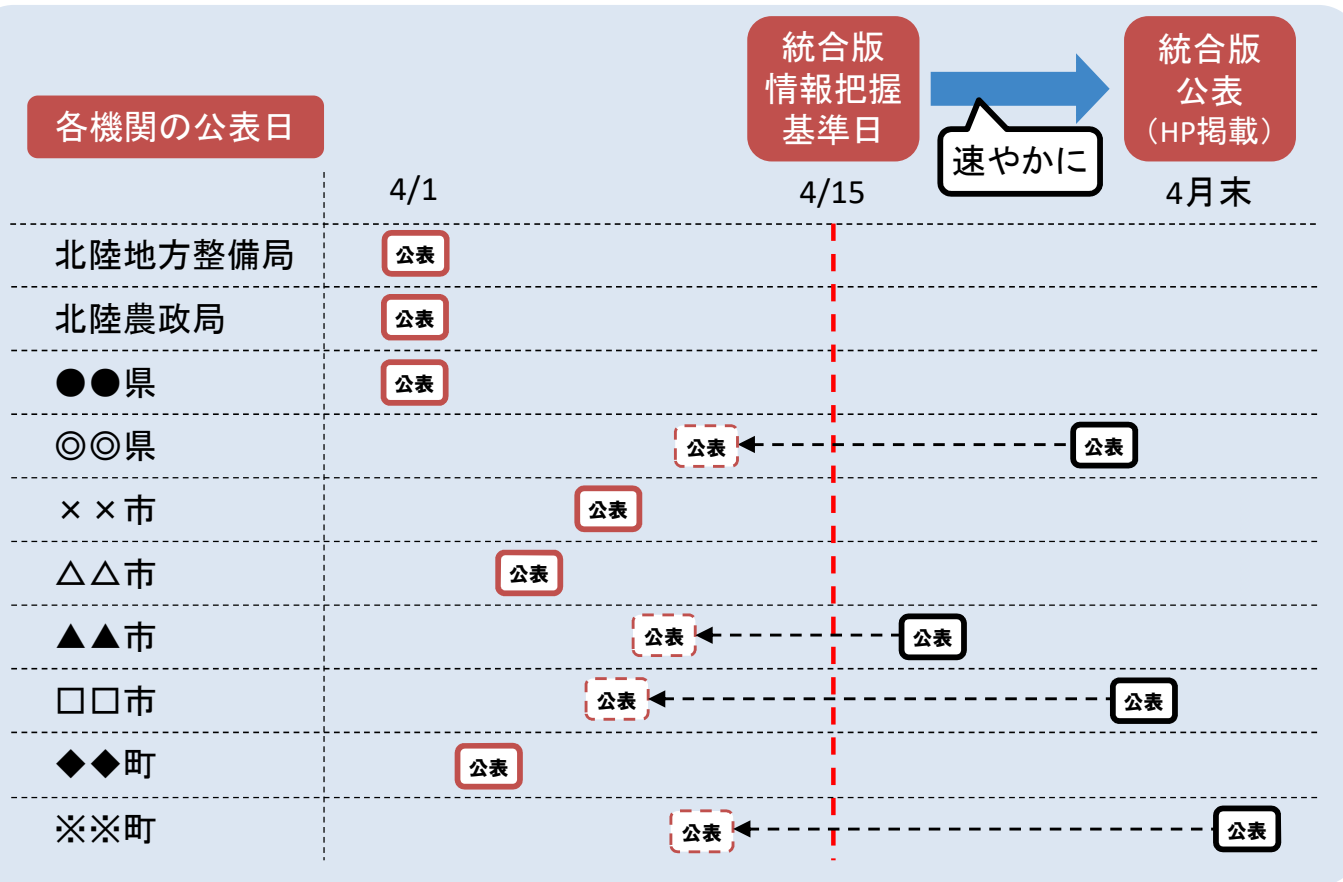 統合版
情報把握
基準日
統合版
公表
（HP掲載）
各機関の公表日
速やかに
4/1
4/15
4月末
北陸地方整備局
公表
北陸農政局
公表
●●県
公表
◎◎県
公表
公表
××市
公表
△△市
公表
▲▲市
公表
公表
□□市
公表
公表
◆◆町
公表
※※町
公表
公表